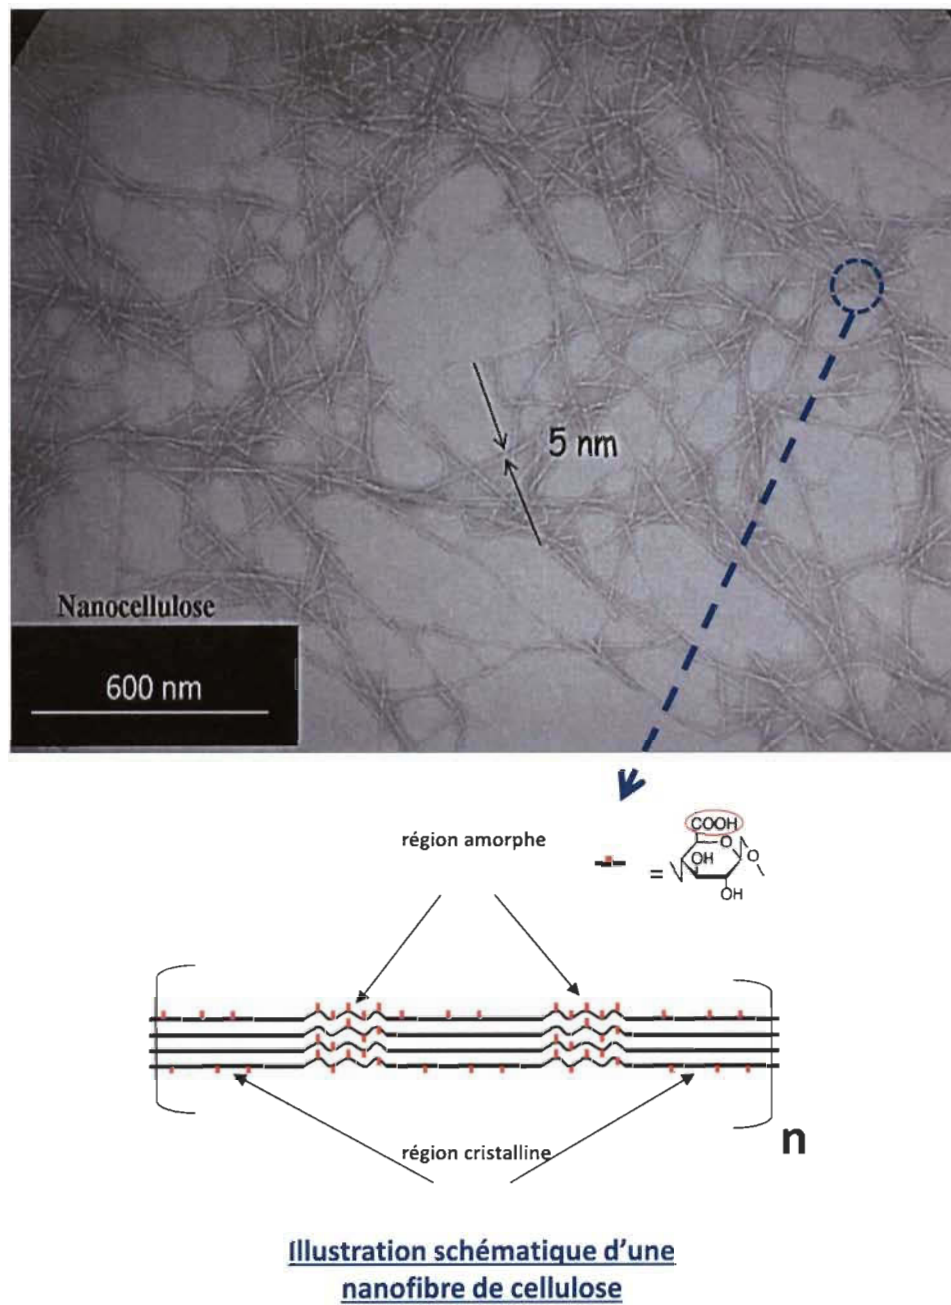 5 nm
Nanocellulose
600 nm
région amorphe
COOH
O
OH
O
=
OH
n
région cristalline
Illustration schématique d’une
nanofibre de cellulose